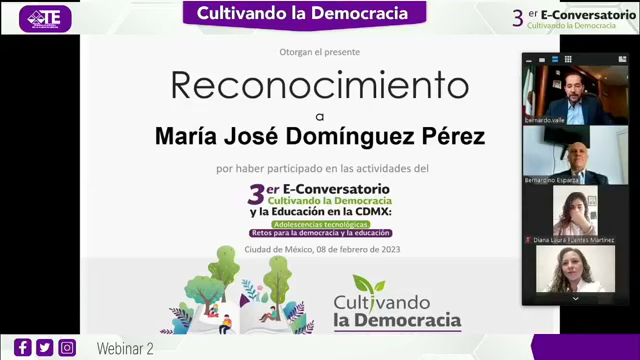 TE
Cultivando la Democracia
3er E-Conversatorio
Cultivando la Democracia
Otorgan el presente
Reconocimiento
a
María José Domínguez Pérez
por haber participado en las actividades del
3er E-Conversatorio
Cultivando la Democracia
y la Educación en la CDMX:
Adolescencias tecnológicas
Retos para la democracia y la educación
Ciudad de México, 08 de febrero de 2023
Cultivando
la Democracia
bernardo.valle
Bernardino Esparza
Diana Laura Fuentes Martínez
Webinar 2